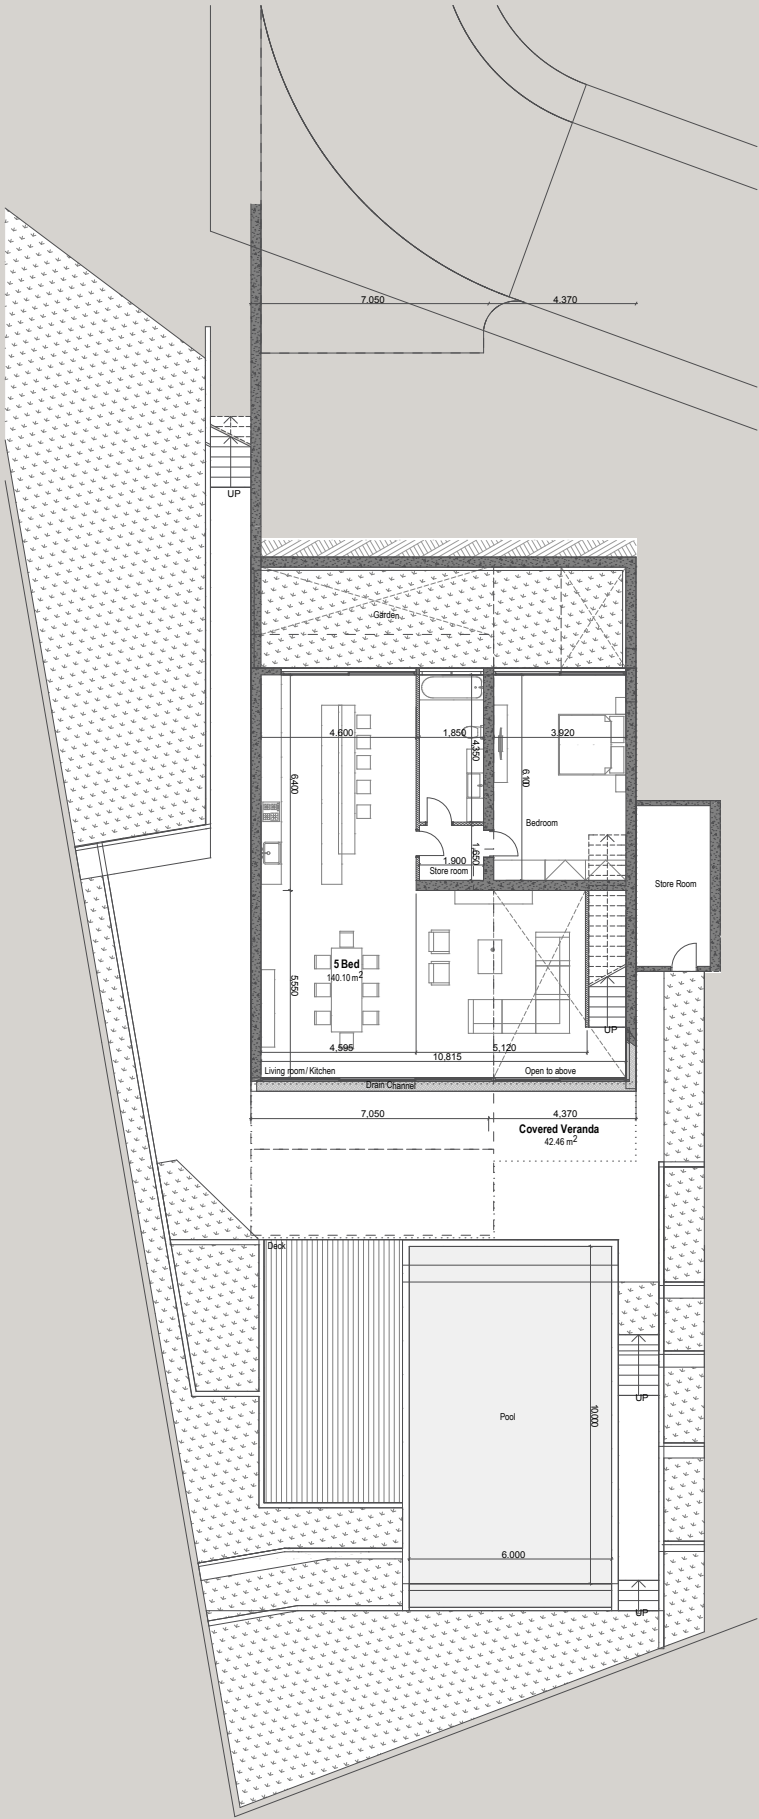 7.050
4.370
UP
Garden
4.600
1.850
3.920
4.350
6.400
6.100
Bedroom
1.900
1.650
Store room
Store Room
5 Bed
140.10 m2
5.550
UP
4,595
5,120
10,815
Living room/ Kitchen
Open to above
Drain Channel
7,050
4,370
Covered Veranda
42.46 m2
Deck
UP
Pool
10.000
6.000
UP